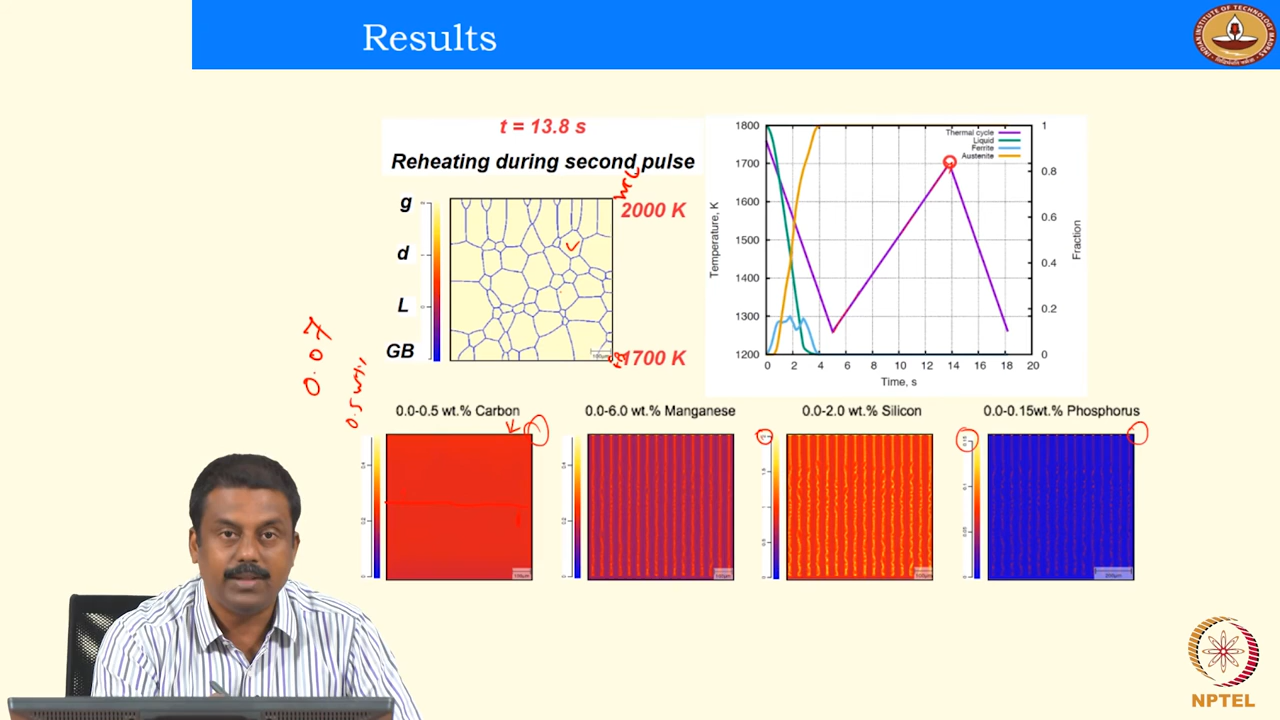 Results
t = 13.8 s
Reheating during second pulse
g
d
L
GB
2000 K
1700 K
0.07
0.5 wt%
1800
1700
1600
1500
1400
1300
1200
Temperature, K
Thermal cycle
Liquid
Ferrite
Austenite
1
0.8
0.6
0.4
0.2
0
Fraction
0 2 4 6 8 10 12 14 16 18 20
Time, s
0.0-0.5 wt.% Carbon
0.0-6.0 wt.% Manganese
0.0-2.0 wt.% Silicon
0.0-0.15wt.% Phosphorus
NPTEL